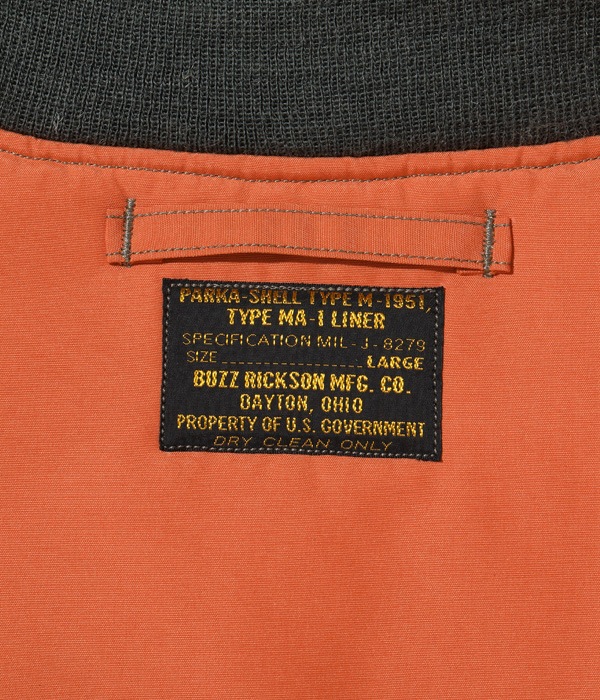 PARKA-SHELL TYPE M-1951,
TYPE MA-1 LINER
SPECIFICATION MIL-J-8279
SIZE ........................ LARGE
BUZZ RICKSON MFG. CO.
DAYTON, OHIO
PROPERTY OF U.S. GOVERNMENT
DRY CLEAN ONLY